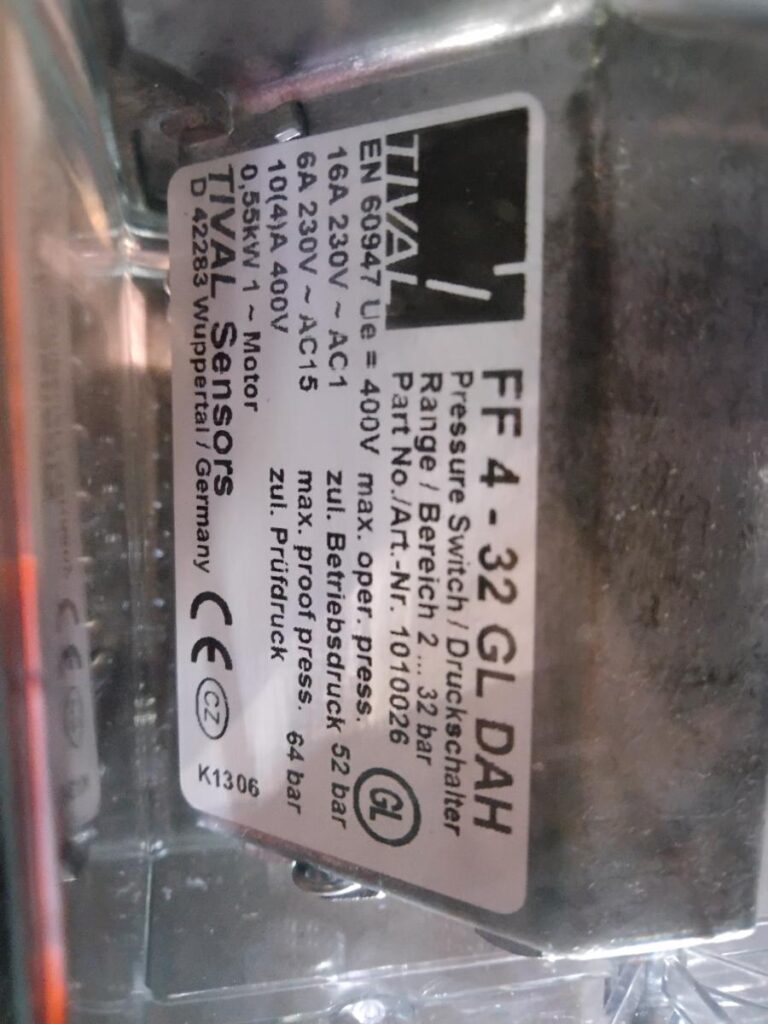 TIVAL
FF 4 - 32 GL DAH
Pressure Switch / Druckschalter
Range / Bereich 2 ... 32 bar
Part No./Art.-Nr. 1010026
GL
EN 60947 Ue = 400V
16A 230V ~ AC1
6A 230V ~ AC15
10(4)A 400V
0,55kW 1 ~ Motor
max. oper. press.
zul. Betriebsdruck 52 bar
max. proof press.
zul. Prüfdruck 64 bar
TIVAL Sensors
D 42283 Wuppertal / Germany
CE
CZ
K1306